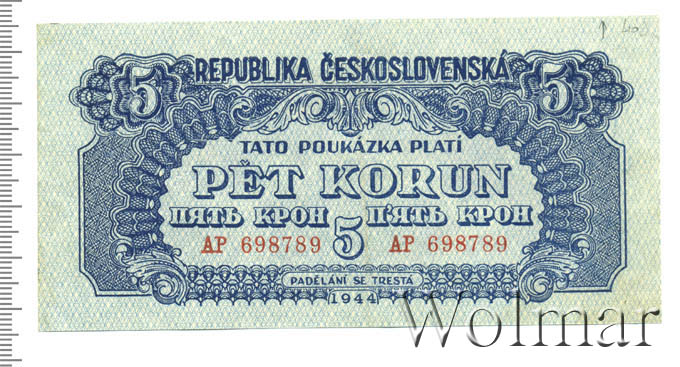 REPUBLIKA ČESKOSLOVENSKÁ
5 5
TATO POUKÁZKA PLATÍ
PĚT KORUN
ПЯТЬ КРОН 5 П'ЯТЬ КРОН
AP 698789 AP 698789
PADĚLÁNÍ SE TRESTÁ
1944
Wolmar